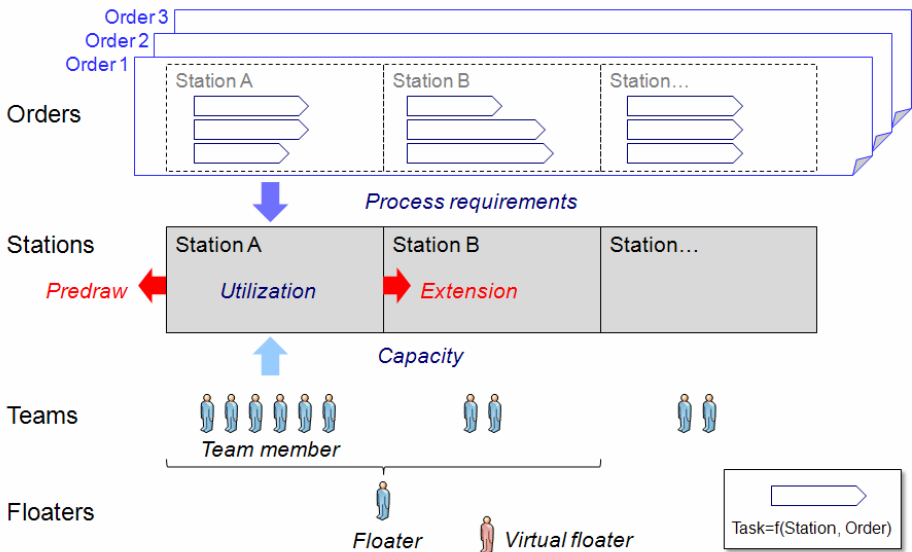 Order 3
Order 2
Order 1
Station A
Station B
Station…
Orders
Process requirements
Stations
Station A
Station B
Station…
Predraw
Utilization
Extension
Capacity
Teams
Team member
Floaters
Floater
Virtual floater
Task=f(Station, Order)